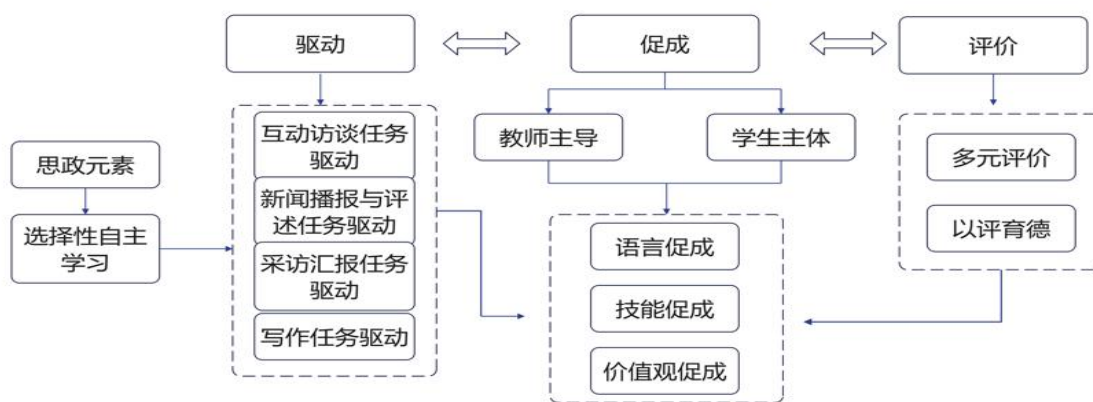 驱动
促成
评价
思政元素
选择性自主
学习
互动访谈任务
驱动
新闻播报与评
述任务驱动
采访汇报任务
驱动
写作任务驱动
教师主导
学生主体
语言促成
技能促成
价值观促成
多元评价
以评育德